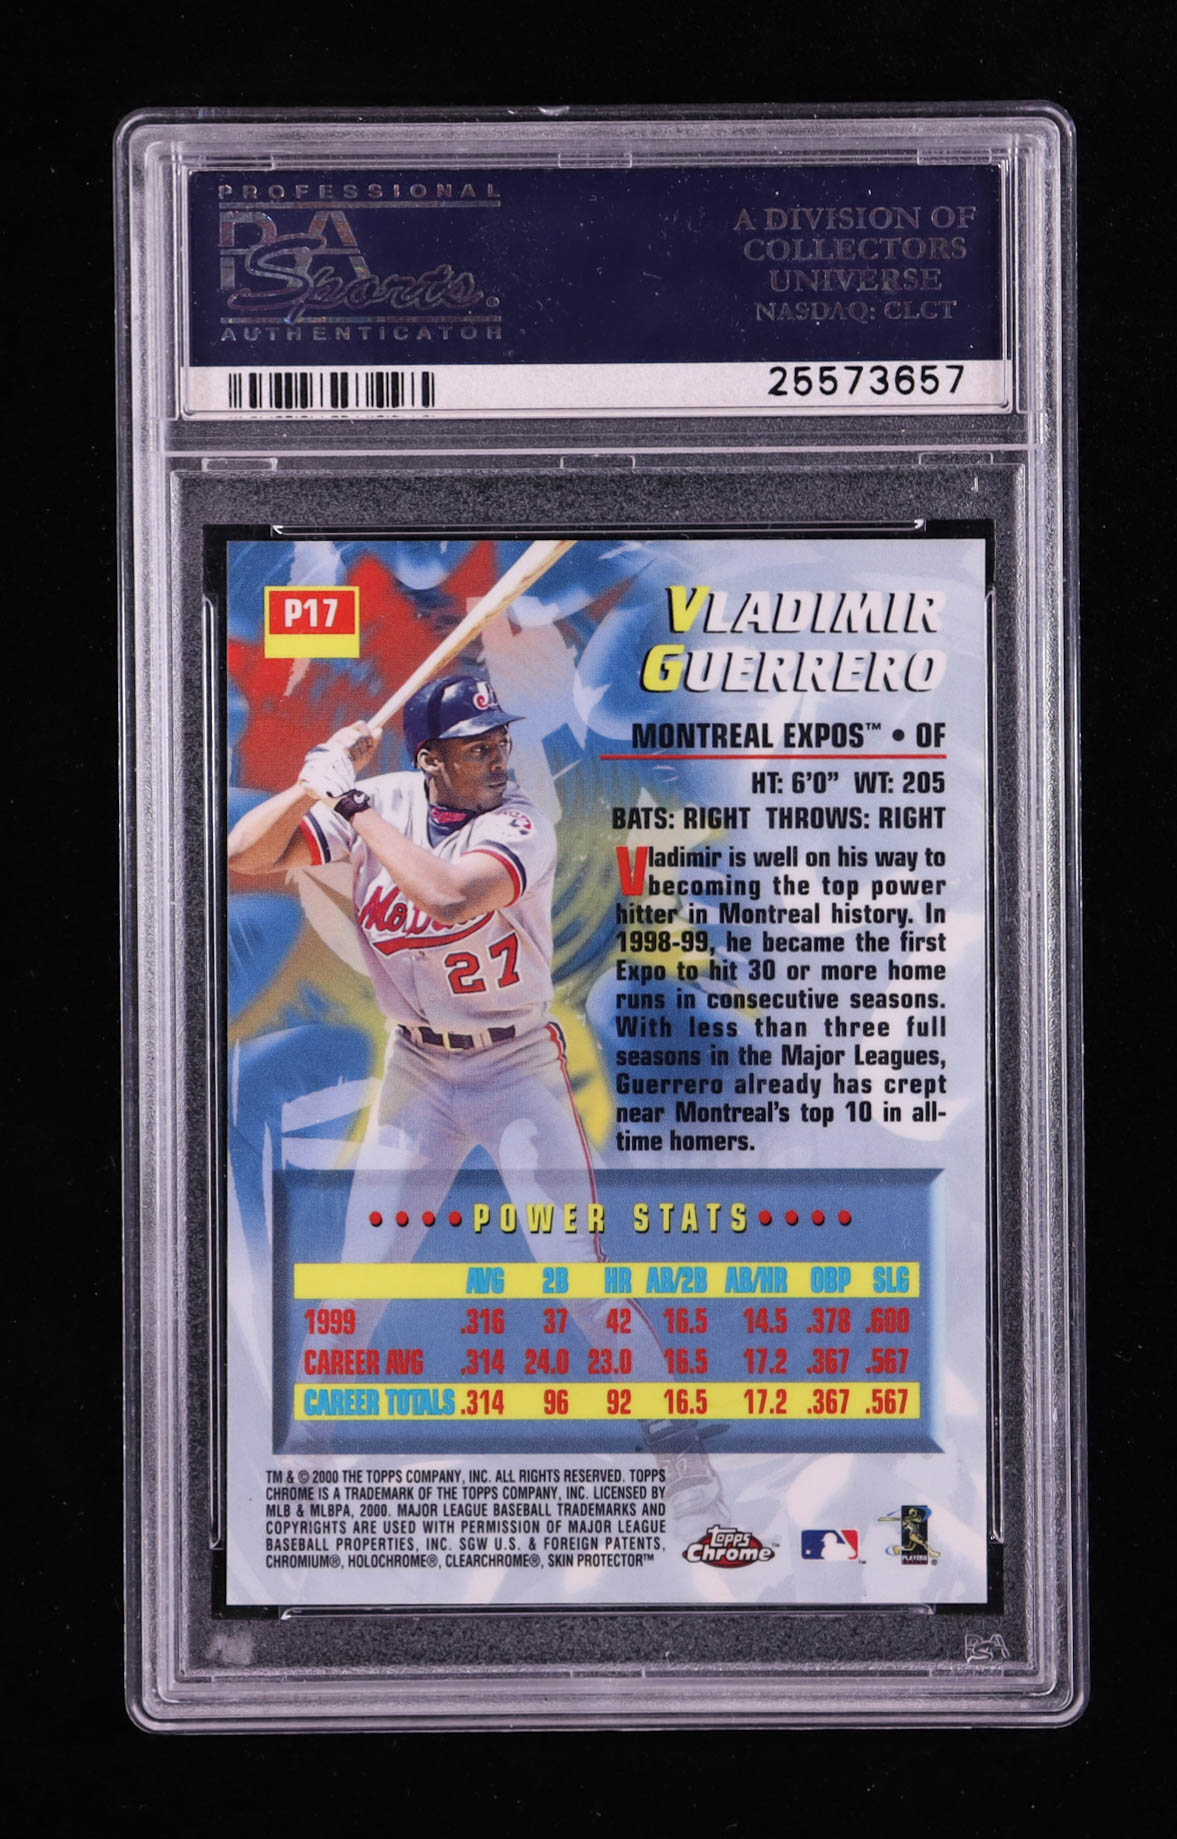 PROFESSIONAL
PSA
Sports
AUTHENTICATOR
A DIVISION OF
COLLECTORS
UNIVERSE
NASDAQ: CLCT
25573657
P17
VLADIMIR
GUERRERO
MONTREAL EXPOS™ • OF
HT: 6'0" WT: 205
BATS: RIGHT THROWS: RIGHT
Vladimir is well on his way to
becoming the top power
hitter in Montreal history. In
1998-99, he became the first
Expo to hit 30 or more home
runs in consecutive seasons.
With less than three full
seasons in the Major Leagues,
Guerrero already has crept
near Montreal's top 10 in all-
time homers.
27
• • • • POWER STATS • • • •
AVG 2B HR AB/2B AB/HR OBP SLG
1999 .316 37 42 16.5 14.5 .378 .600
CAREER AVG .314 24.0 23.0 16.5 17.2 .367 .567
CAREER TOTALS .314 96 92 16.5 17.2 .367 .567
TM & © 2000 THE TOPPS COMPANY, INC. ALL RIGHTS RESERVED. TOPPS
CHROME IS A TRADEMARK OF THE TOPPS COMPANY, INC. LICENSED BY
MLB & MLBPA, 2000. MAJOR LEAGUE BASEBALL TRADEMARKS AND
COPYRIGHTS ARE USED WITH PERMISSION OF MAJOR LEAGUE
BASEBALL PROPERTIES, INC. SGW U.S. & FOREIGN PATENTS,
CHROMIUM®, HOLOCHROME®, CLEARCHROME®, SKIN PROTECTOR™
Topps
Chrome™
PLAYERS
PSA